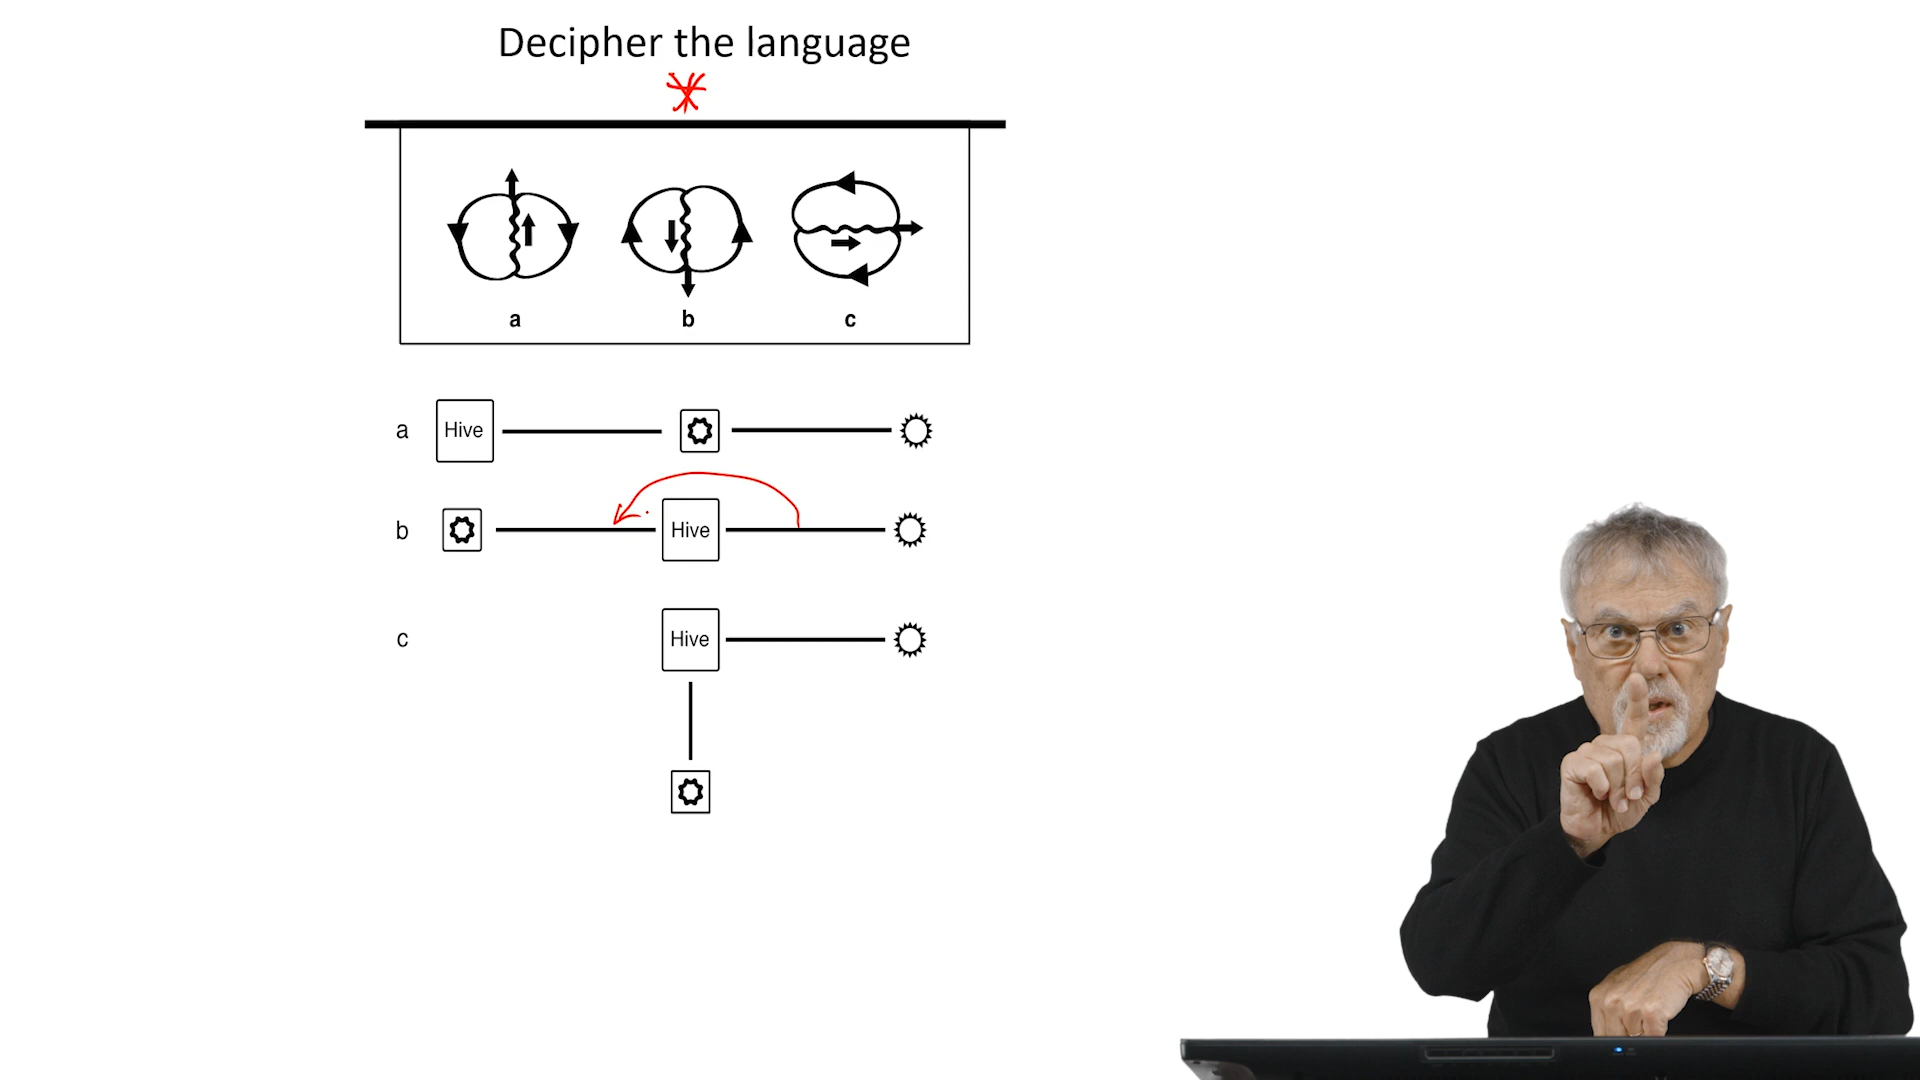 Decipher the language
a b c
a Hive
b Hive
c Hive